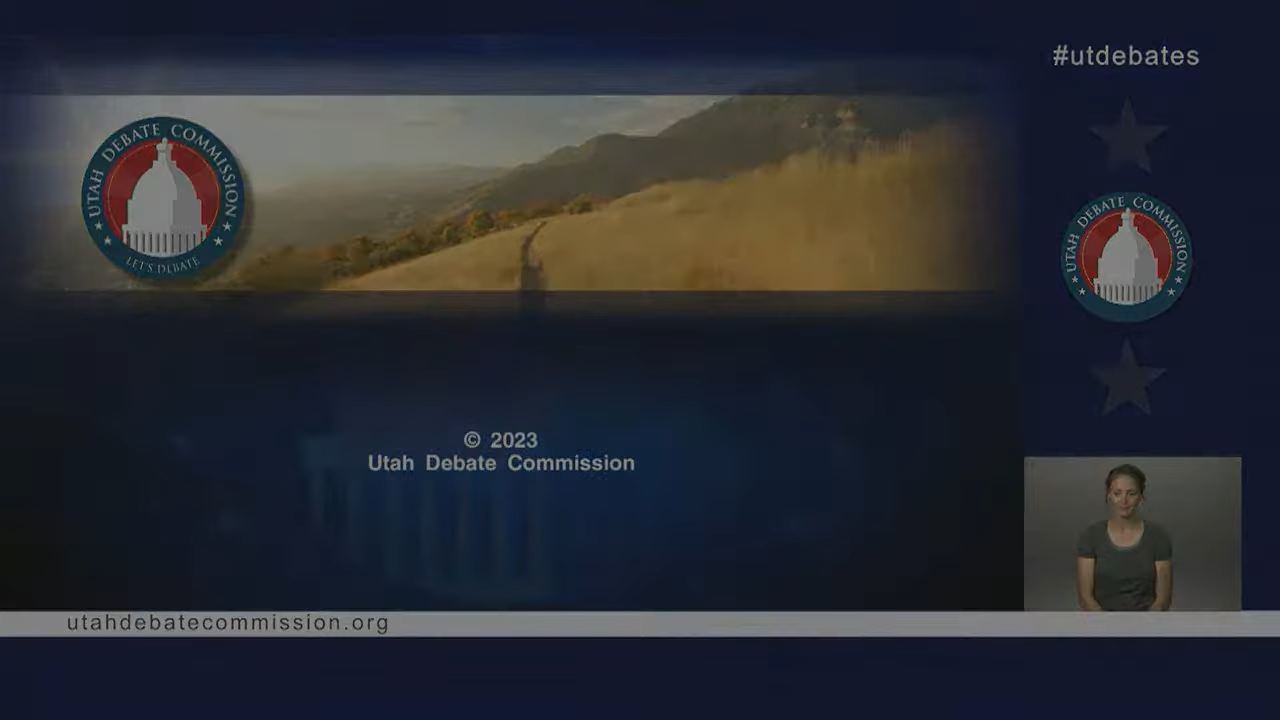 #utdebates
UTAH DEBATE COMMISSION
LET'S DEBATE
UTAH DEBATE COMMISSION
© 2023
Utah Debate Commission
utahdebatecommission.org